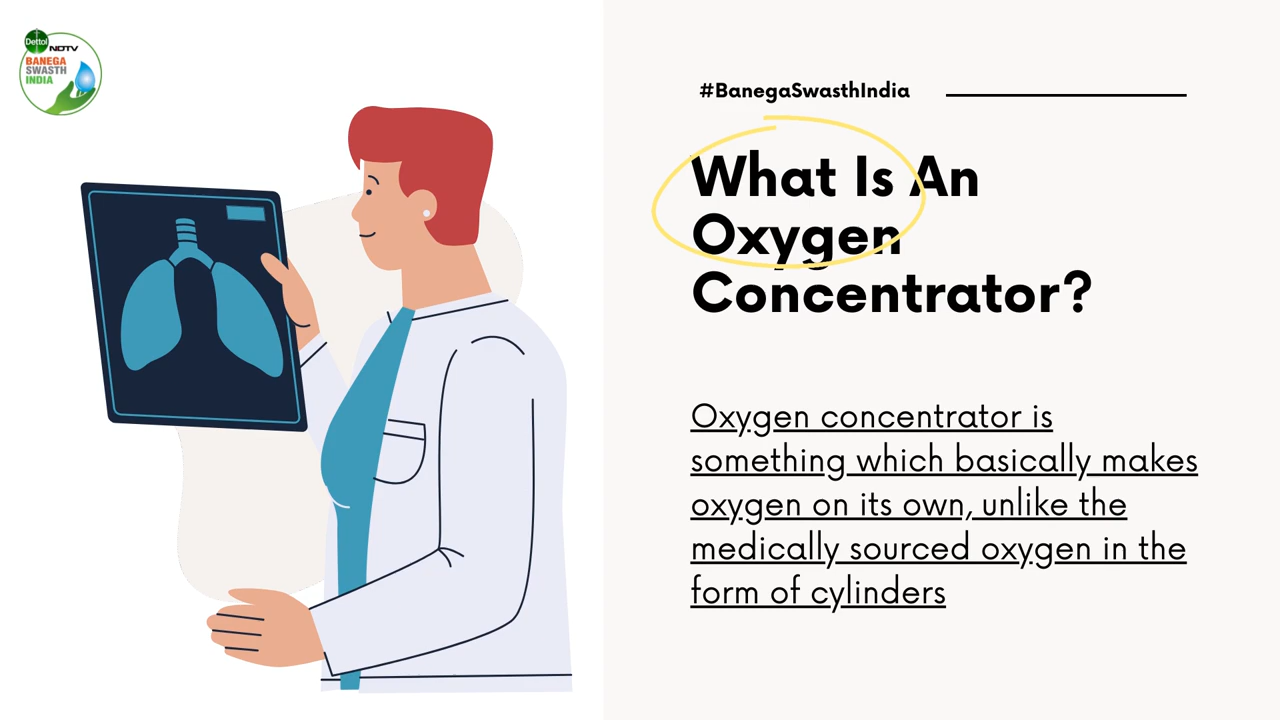 Dettol NDTV
BANEGA
SWASTH
INDIA
#BanegaSwasthIndia
What Is An
Oxygen
Concentrator?
Oxygen concentrator is
something which basically makes
oxygen on its own, unlike the
medically sourced oxygen in the
form of cylinders